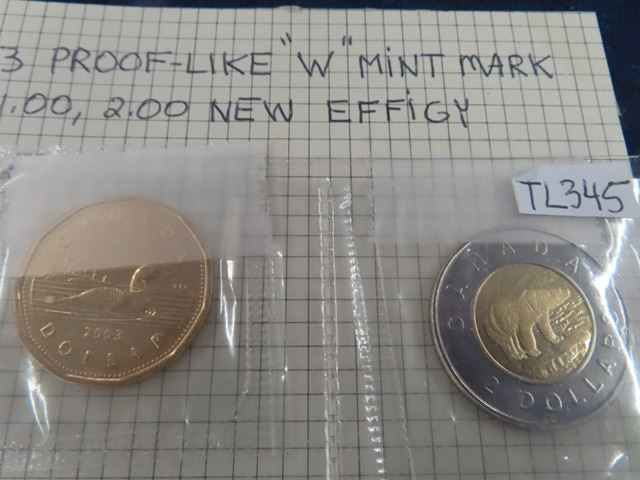 3 PROOF-LIKE "W" MINT MARK
1.00, 2.00 NEW EFFIGY
TL345
CANADA
2003
DOLLAR
CANADA
2 DOLLARS